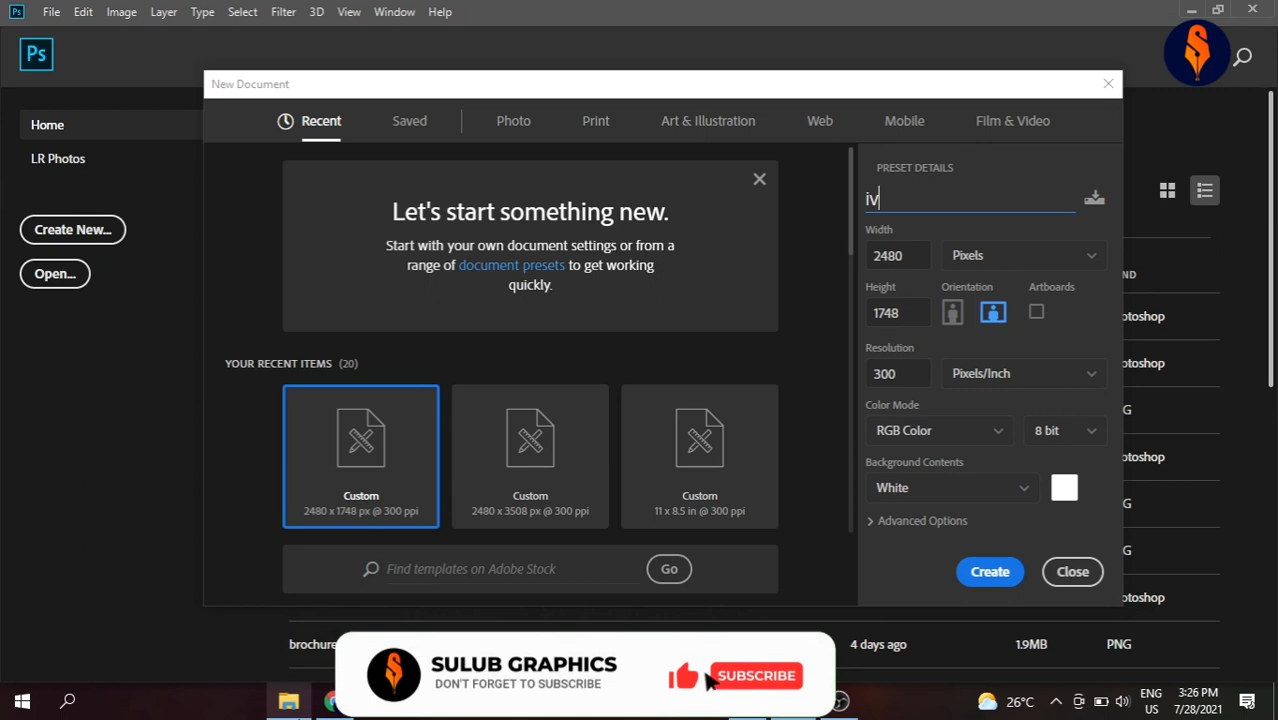 Ps File Edit Image Layer Type Select Filter 3D View Window Help
Ps
New Document
Recent Saved Photo Print Art & Illustration Web Mobile Film & Video
Home
LR Photos
Create New...
Open...
Let's start something new.
Start with your own document settings or from a
range of document presets to get working
quickly.
YOUR RECENT ITEMS (20)
Custom
2480 x 1748 px @ 300 ppi
Custom
2480 x 3508 px @ 300 ppi
Custom
11 x 8.5 in @ 300 ppi
Find templates on Adobe Stock Go
PRESET DETAILS
iv
Width
2480 Pixels
Height Orientation Artboards
1748
Resolution
300 Pixels/Inch
Color Mode
RGB Color 8 bit
Background Contents
White
Advanced Options
Create Close
ND
otoshop
otoshop
G
otoshop
G
G
otoshop
brochure 4 days ago 1.9MB PNG
SULUB GRAPHICS
DON'T FORGET TO SUBSCRIBE
SUBSCRIBE
26°C
ENG
US
3:26 PM
7/28/2021